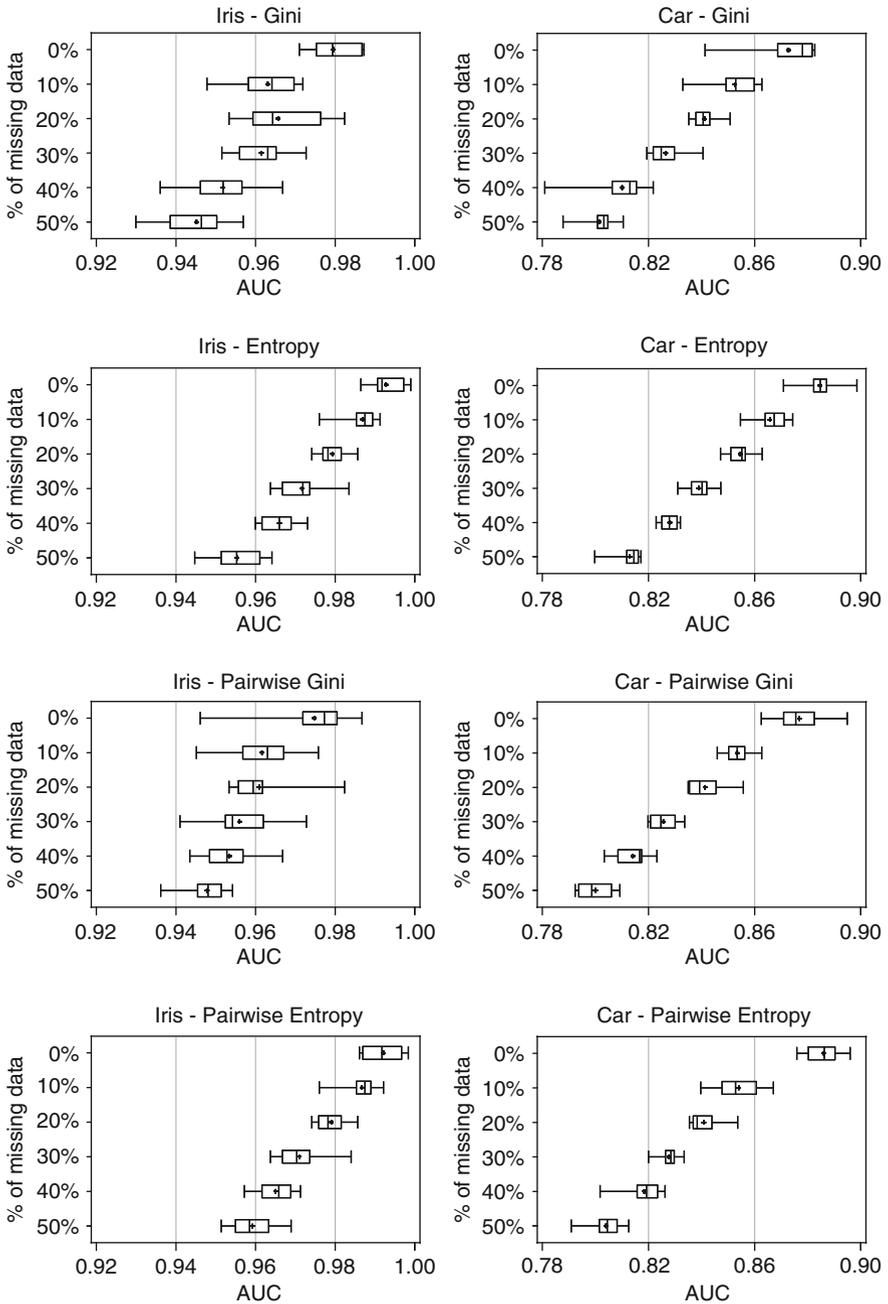 Iris - Gini
% of missing data
0%
10%
20%
30%
40%
50%
0.92 0.94 0.96 0.98 1.00
AUC
Car - Gini
% of missing data
0%
10%
20%
30%
40%
50%
0.78 0.82 0.86 0.90
AUC
Iris - Entropy
% of missing data
0%
10%
20%
30%
40%
50%
0.92 0.94 0.96 0.98 1.00
AUC
Car - Entropy
% of missing data
0%
10%
20%
30%
40%
50%
0.78 0.82 0.86 0.90
AUC
Iris - Pairwise Gini
% of missing data
0%
10%
20%
30%
40%
50%
0.92 0.94 0.96 0.98 1.00
AUC
Car - Pairwise Gini
% of missing data
0%
10%
20%
30%
40%
50%
0.78 0.82 0.86 0.90
AUC
Iris - Pairwise Entropy
% of missing data
0%
10%
20%
30%
40%
50%
0.92 0.94 0.96 0.98 1.00
AUC
Car - Pairwise Entropy
% of missing data
0%
10%
20%
30%
40%
50%
0.78 0.82 0.86 0.90
AUC